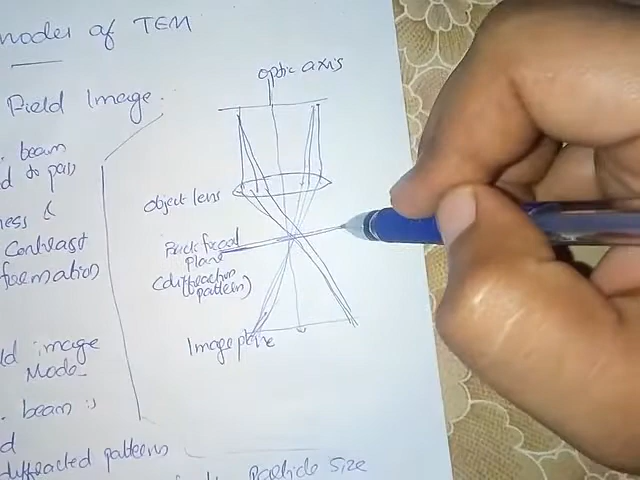 modes of TEM
Field Image.
beam
d to pass
ness &
Contrast
formation
ld image
Mode
beam is
d
diffracted patterns
Particle Size
optic axis
object lens
Back focal
plane
(diffraction
pattern)
Image plane